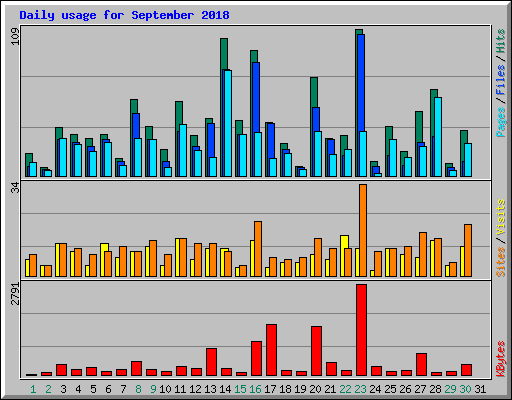 Daily usage for September 2018
109
Pages / Files / Hits
34
Sites / Visits
2791
KBytes
1 2 3 4 5 6 7 8 9 10 11 12 13 14 15 16 17 18 19 20 21 22 23 24 25 26 27 28 29 30 31